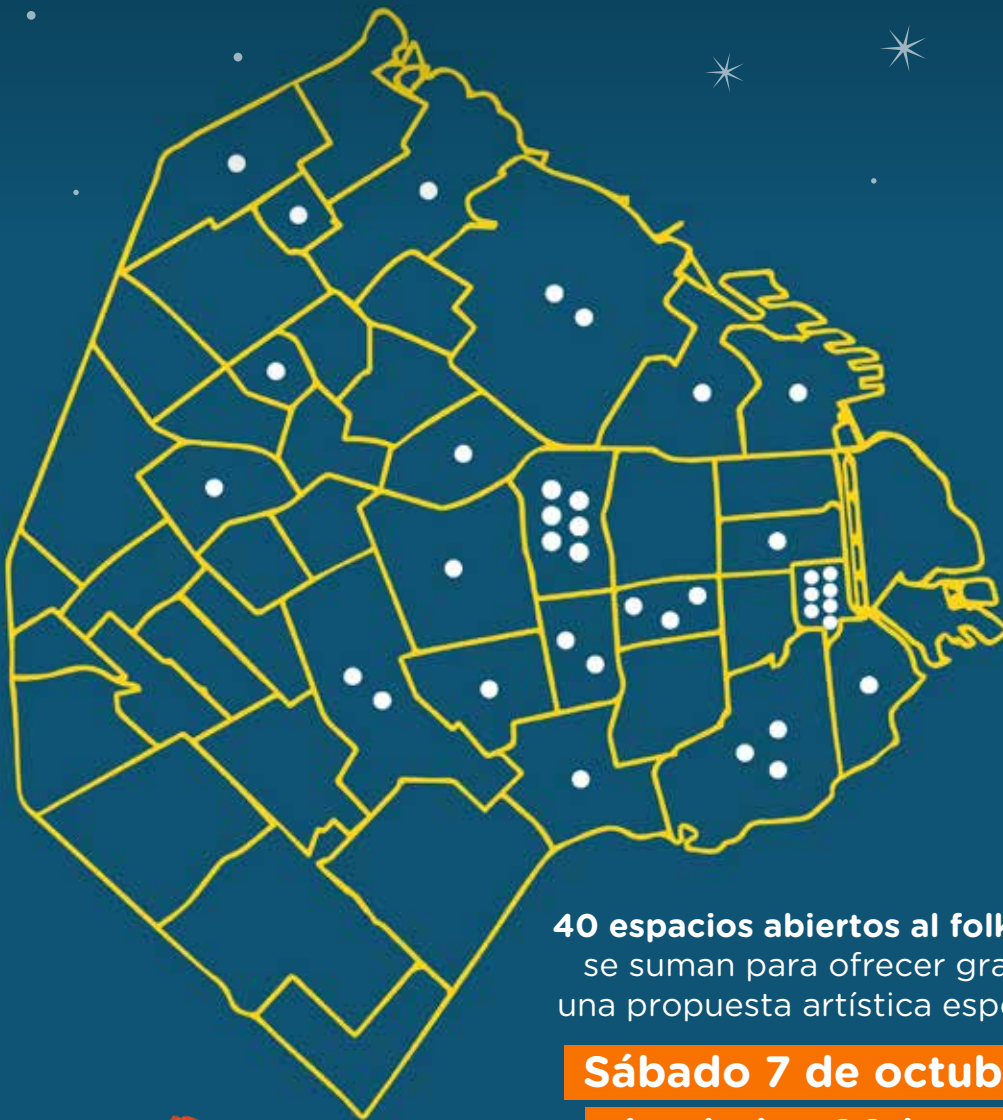 40 espacios abiertos al folk
se suman para ofrecer gra
una propuesta artística espe
Sábado 7 de octub